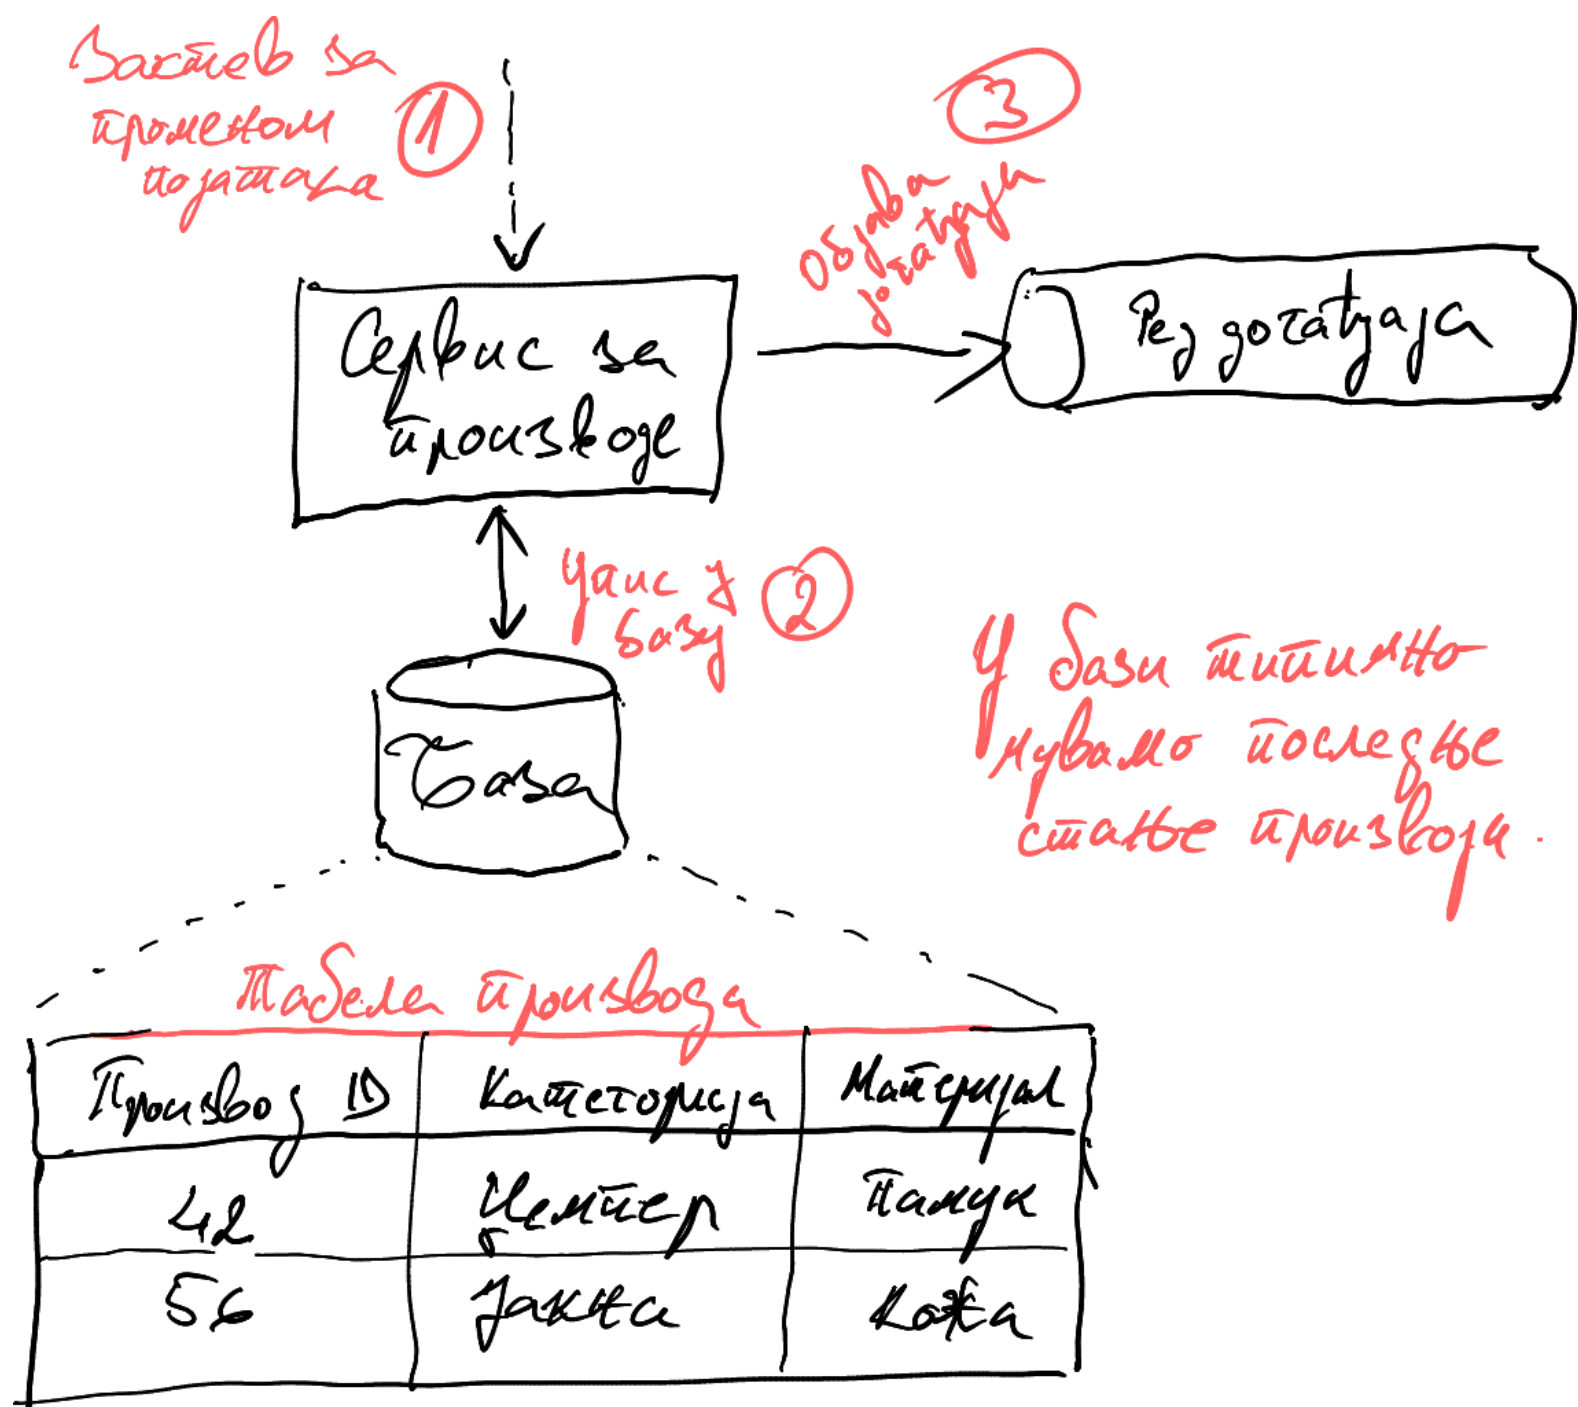 Захтев за
променом
података
1
3
Објава
догађаја
Сервис за
производе
Ред догађаја
Упис у
базу
2
База
У бази типично
чувамо последње
стање производа.
Табела производа
Производ ID
Категорија
Материјал
42
Џемпер
Памук
56
Јакна
Кожа